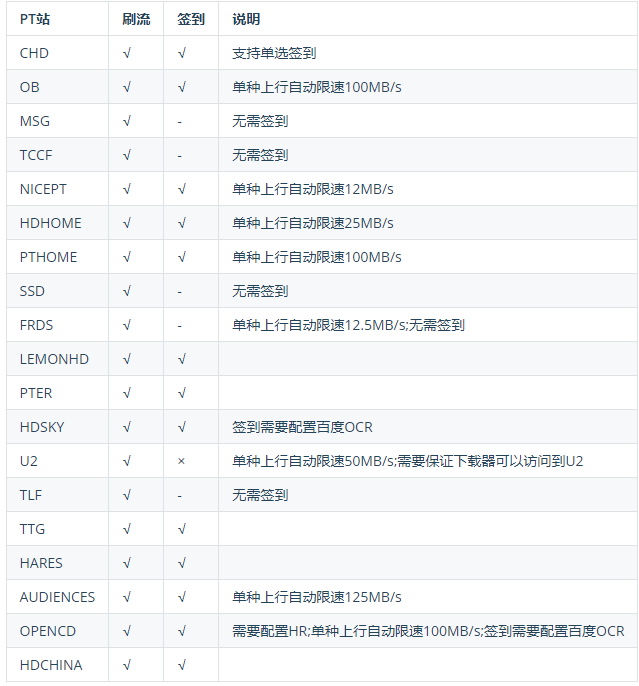 PT站 刷流 签到 说明
CHD √ √ 支持单选签到
OB √ √ 单种上行自动限速100MB/s
MSG √ - 无需签到
TCCF √ - 无需签到
NICEPT √ √ 单种上行自动限速12MB/s
HDHOME √ √ 单种上行自动限速25MB/s
PTHOME √ √ 单种上行自动限速100MB/s
SSD √ - 无需签到
FRDS √ - 单种上行自动限速12.5MB/s;无需签到
LEMONHD √ √
PTER √ √
HDSKY √ √ 签到需要配置百度OCR
U2 √ × 单种上行自动限速50MB/s;需要保证下载器可以访问到U2
TLF √ - 无需签到
TTG √ √
HARES √ √
AUDIENCES √ √ 单种上行自动限速125MB/s
OPENCD √ √ 需要配置HR;单种上行自动限速100MB/s;签到需要配置百度OCR
HDCHINA √ √